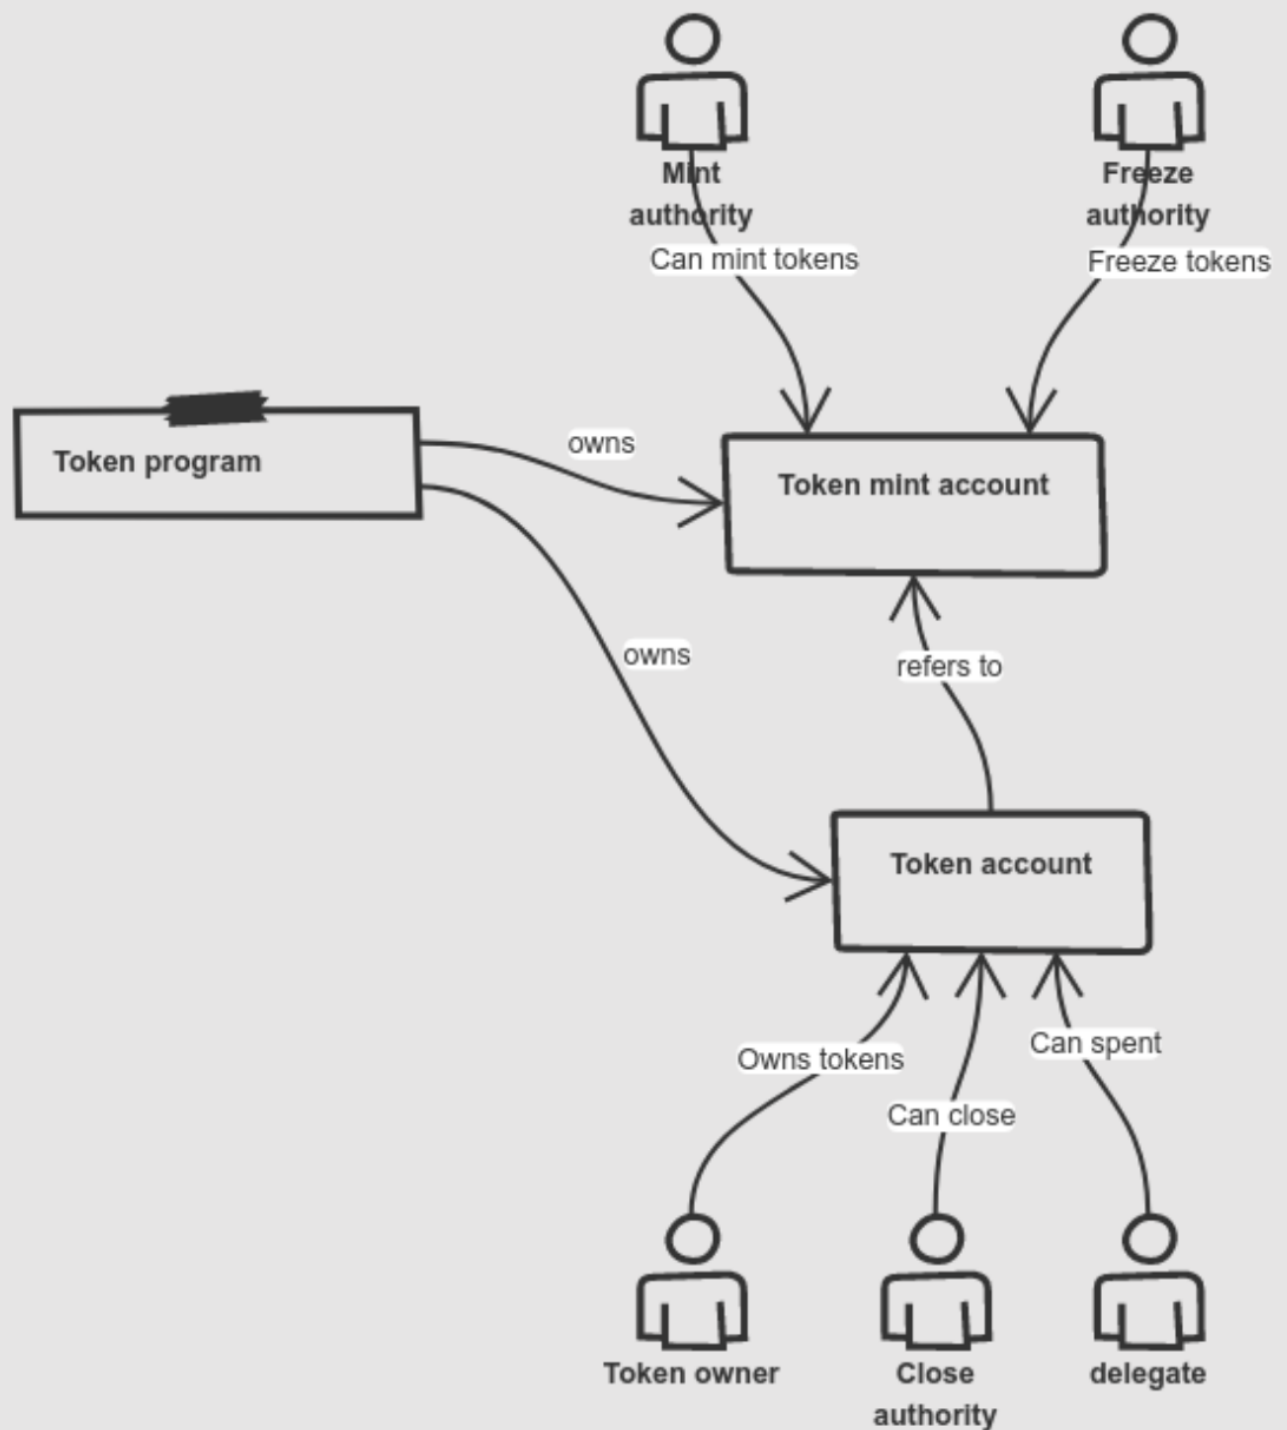 Mint
authority
Freeze
authority
Can mint tokens
Freeze tokens
owns
Token program
Token mint account
owns
refers to
Token account
Can spent
Owns tokens
Can close
Token owner
Close
authority
delegate